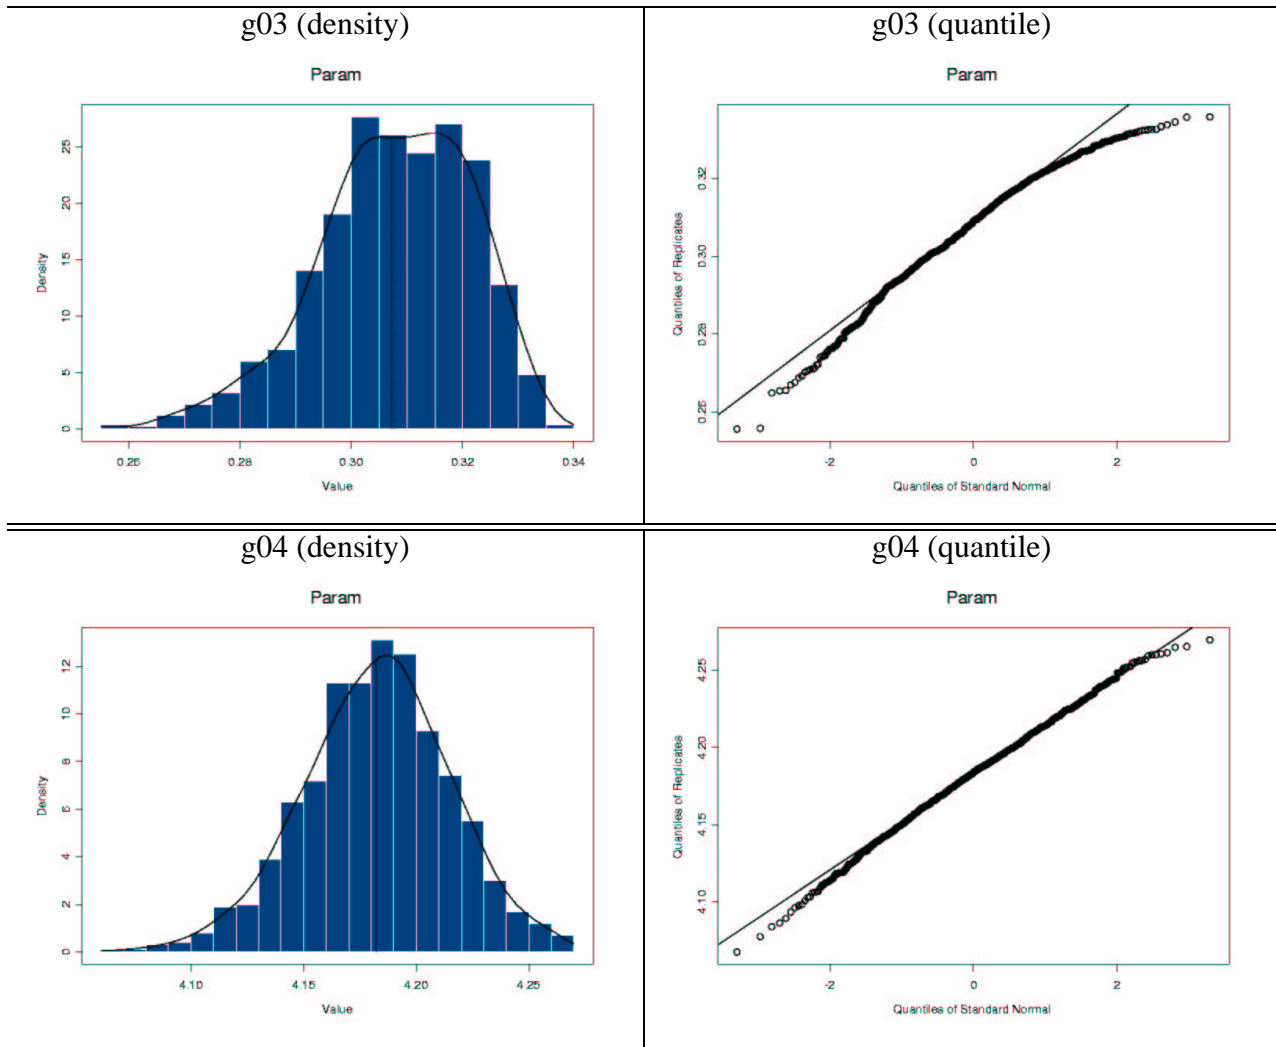 g03 (density)
Param
Density
0
5
10
15
20
25
0.26
0.28
0.30
0.32
0.34
Value
g03 (quantile)
Param
Quantiles of Replicates
0.26
0.28
0.30
0.32
-2
0
2
Quantiles of Standard Normal
g04 (density)
Param
Density
0
2
4
6
8
10
12
4.10
4.15
4.20
4.25
Value
g04 (quantile)
Param
Quantiles of Replicates
4.10
4.15
4.20
4.25
-2
0
2
Quantiles of Standard Normal